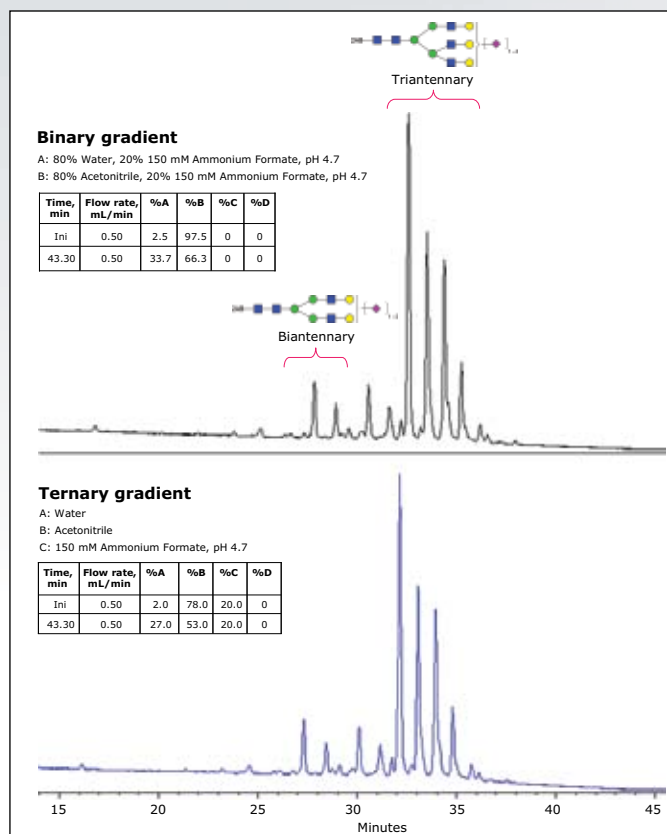 Triantennary
Binary gradient
A: 80% Water, 20% 150 mM Ammonium Formate, pH 4.7
B: 80% Acetonitrile, 20% 150 mM Ammonium Formate, pH 4.7
Time, min Flow rate, mL/min %A %B %C %D
Ini 0.50 2.5 97.5 0 0
43.30 0.50 33.7 66.3 0 0
Biantennary
Ternary gradient
A: Water
B: Acetonitrile
C: 150 mM Ammonium Formate, pH 4.7
Time, min Flow rate, mL/min %A %B %C %D
Ini 0.50 2.0 78.0 20.0 0
43.30 0.50 27.0 53.0 20.0 0
15 20 25 30 35 40 45
Minutes